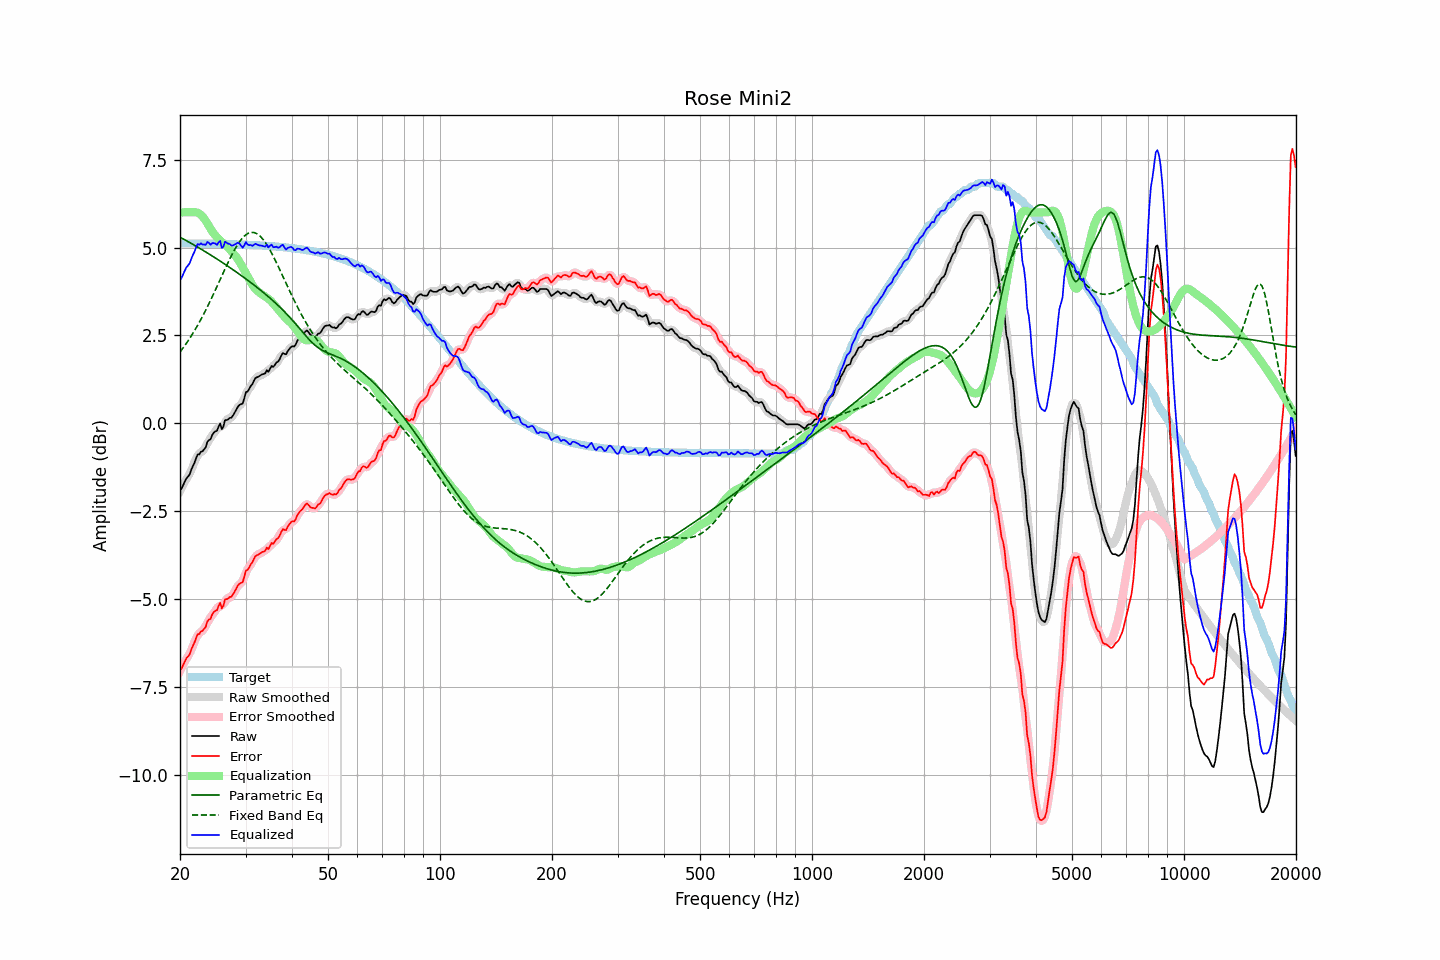 Rose Mini2
Amplitude (dBr)
7.5
5.0
2.5
0.0
−2.5
−5.0
−7.5
−10.0
Target
Raw Smoothed
Error Smoothed
Raw
Error
Equalization
Parametric Eq
Fixed Band Eq
Equalized
20 50 100 200 500 1000 2000 5000 10000 20000
Frequency (Hz)